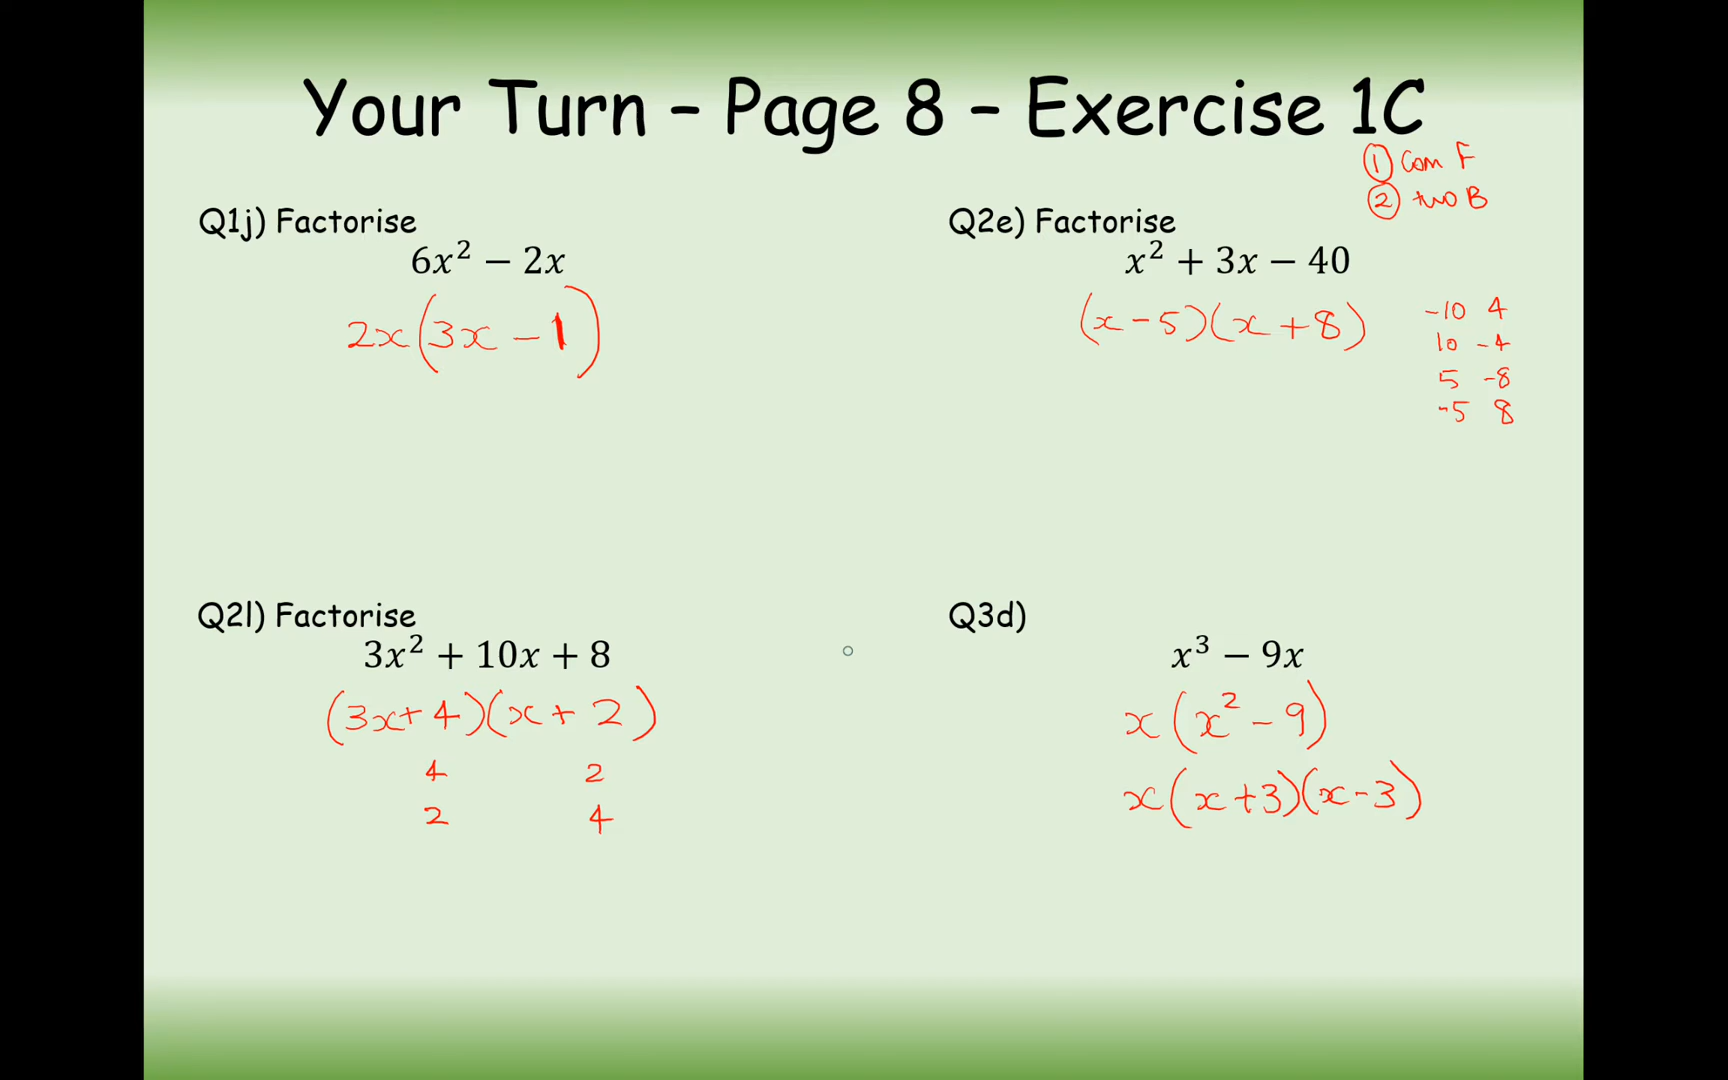 Your Turn – Page 8 – Exercise 1C
① Com F
② two B
Q1j) Factorise
6x² − 2x
2x(3x − 1)
Q2e) Factorise
x² + 3x − 40
(x − 5)(x + 8)
-10 4
10 -4
5 -8
-5 8
Q2l) Factorise
3x² + 10x + 8
(3x + 4)(x + 2)
4 2
2 4
Q3d)
x³ − 9x
x(x² − 9)
x(x + 3)(x − 3)